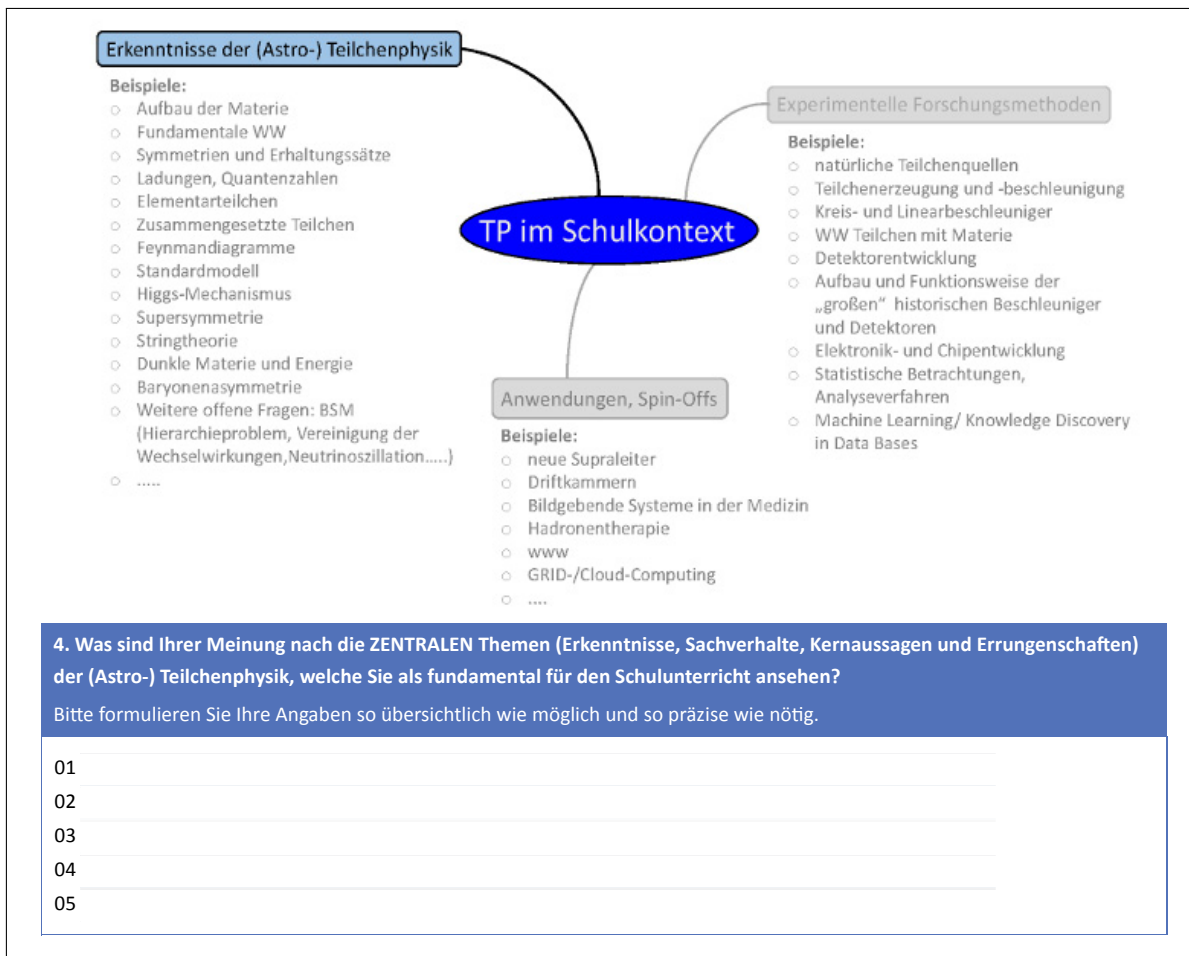 Erkenntnisse der (Astro-) Teilchenphysik
Beispiele:
Aufbau der Materie
Fundamentale WW
Symmetrien und Erhaltungssätze
Ladungen, Quantenzahlen
Elementarteilchen
Zusammengesetzte Teilchen
Feynmandiagramme
Standardmodell
Higgs-Mechanismus
Supersymmetrie
Stringtheorie
Dunkle Materie und Energie
Baryonenasymmetrie
Weitere offene Fragen: BSM
(Hierarchieproblem, Vereinigung der
Wechselwirkungen,Neutrinoszillation.....)
.....
TP im Schulkontext
Experimentelle Forschungsmethoden
Beispiele:
natürliche Teilchenquellen
Teilchenerzeugung und -beschleunigung
Kreis- und Linearbeschleuniger
WW Teilchen mit Materie
Detektorentwicklung
Aufbau und Funktionsweise der
„großen“ historischen Beschleuniger
und Detektoren
Elektronik- und Chipentwicklung
Statistische Betrachtungen,
Analyseverfahren
Machine Learning/ Knowledge Discovery
in Data Bases
Anwendungen, Spin-Offs
Beispiele:
neue Supraleiter
Driftkammern
Bildgebende Systeme in der Medizin
Hadronentherapie
www
GRID-/Cloud-Computing
....
4. Was sind Ihrer Meinung nach die ZENTRALEN Themen (Erkenntnisse, Sachverhalte, Kernaussagen und Errungenschaften)
der (Astro-) Teilchenphysik, welche Sie als fundamental für den Schulunterricht ansehen?
Bitte formulieren Sie Ihre Angaben so übersichtlich wie möglich und so präzise wie nötig.
01
02
03
04
05